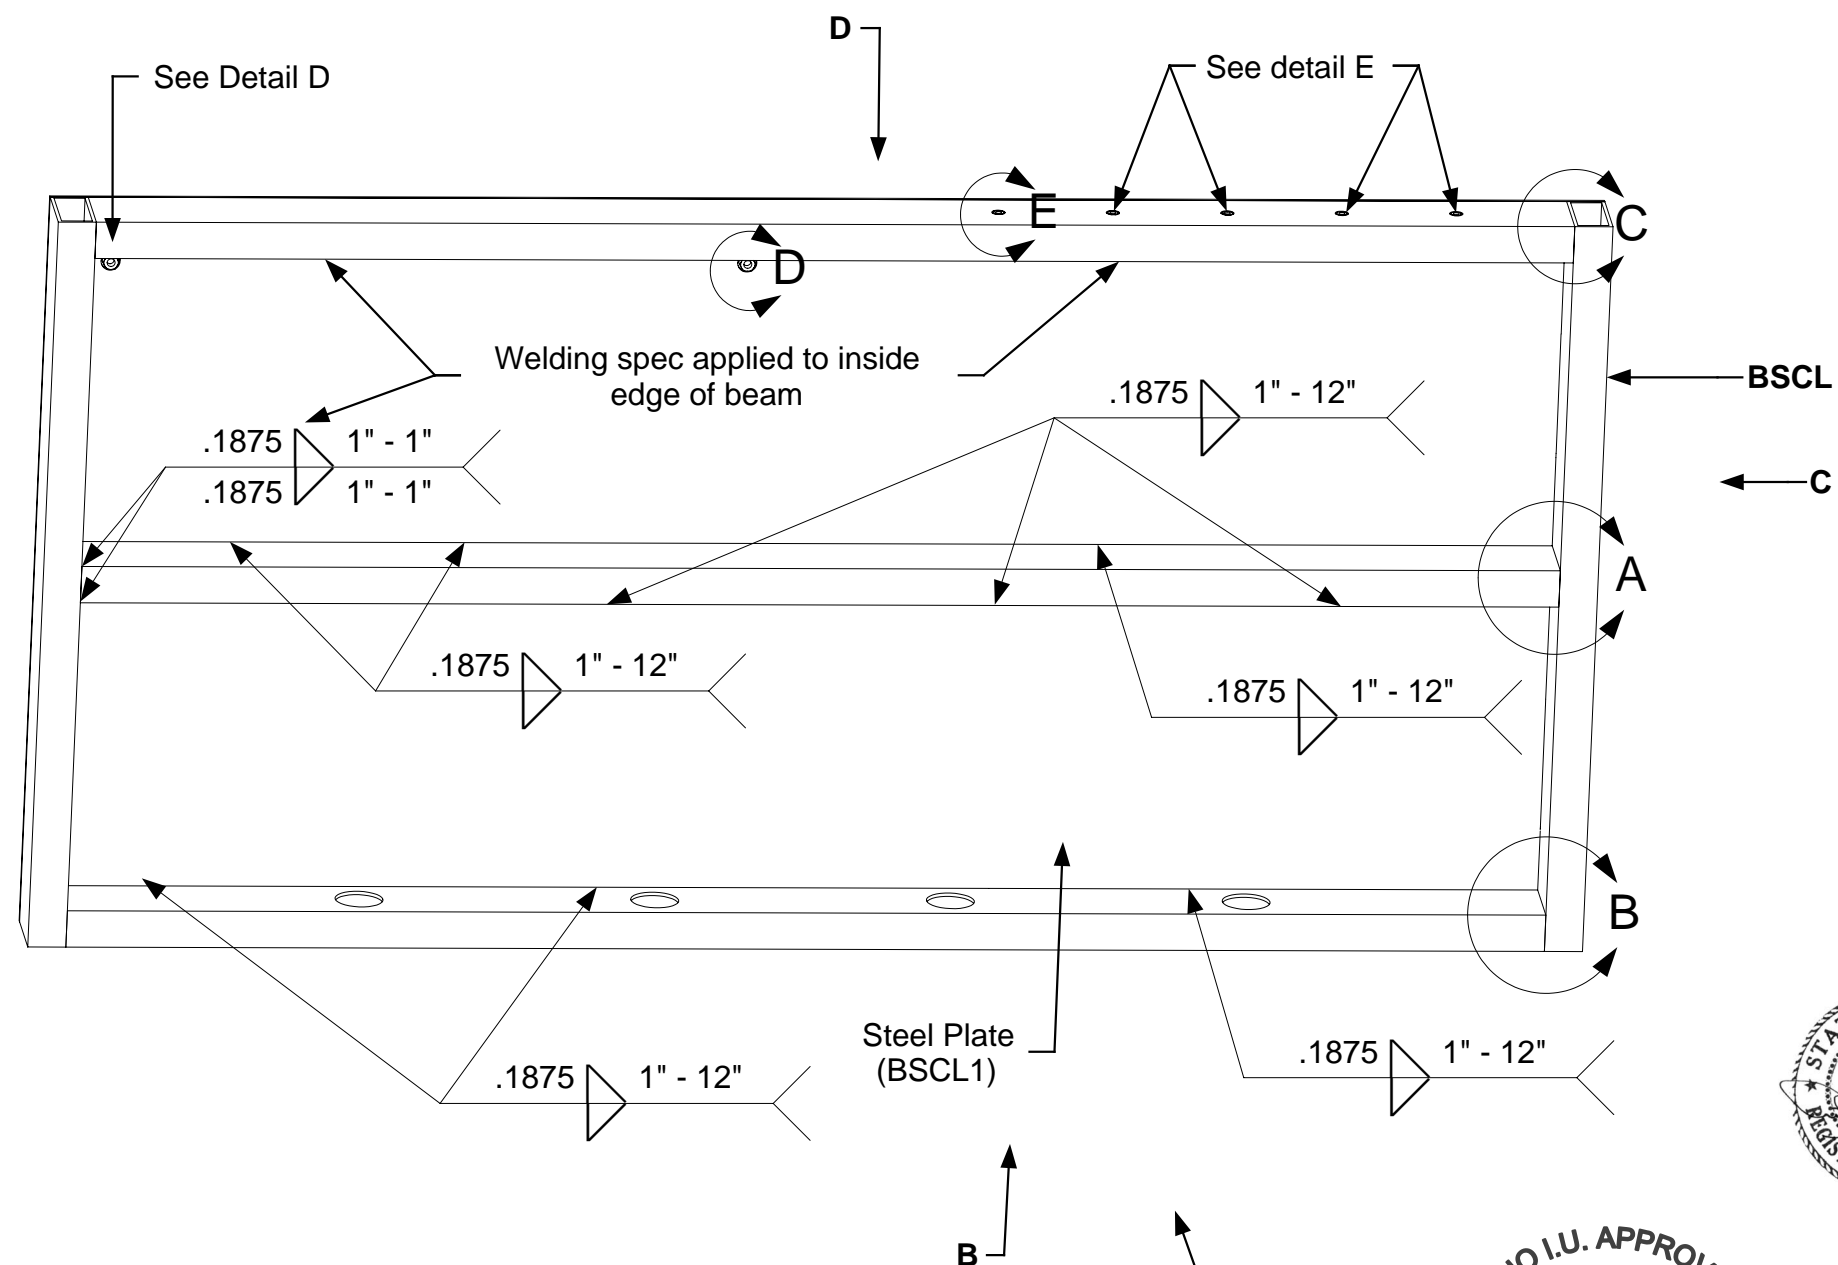 D
See Detail D
See detail E
E
C
D
Welding spec applied to inside
edge of beam
BSCL
.1875 1" - 12"
.1875 1" - 1"
.1875 1" - 1"
C
A
.1875 1" - 12"
.1875 1" - 12"
B
Steel Plate
(BSCL1)
.1875 1" - 12"
.1875 1" - 12"
B
I.U.